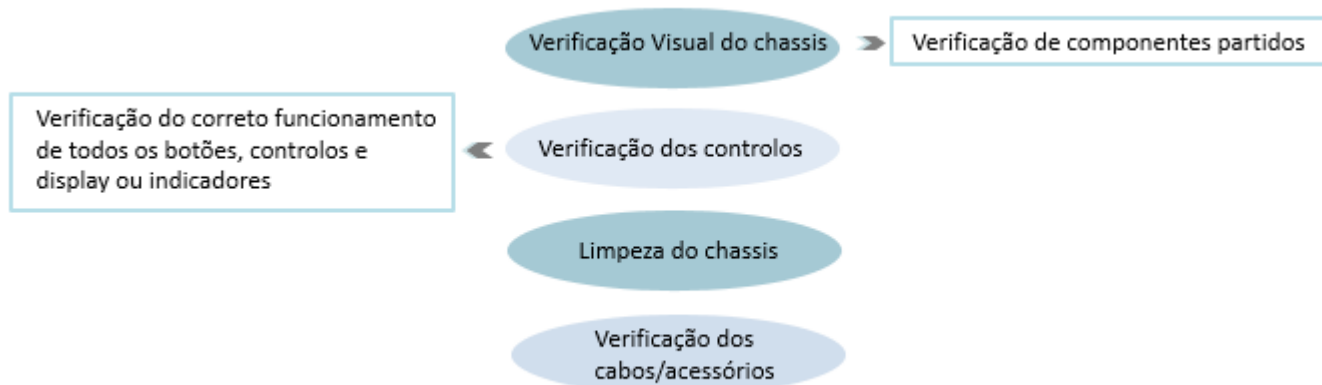 Verificação Visual do chassis
Verificação de componentes partidos
Verificação do correto funcionamento
de todos os botões, controlos e
display ou indicadores
Verificação dos controlos
Limpeza do chassis
Verificação dos
cabos/acessórios